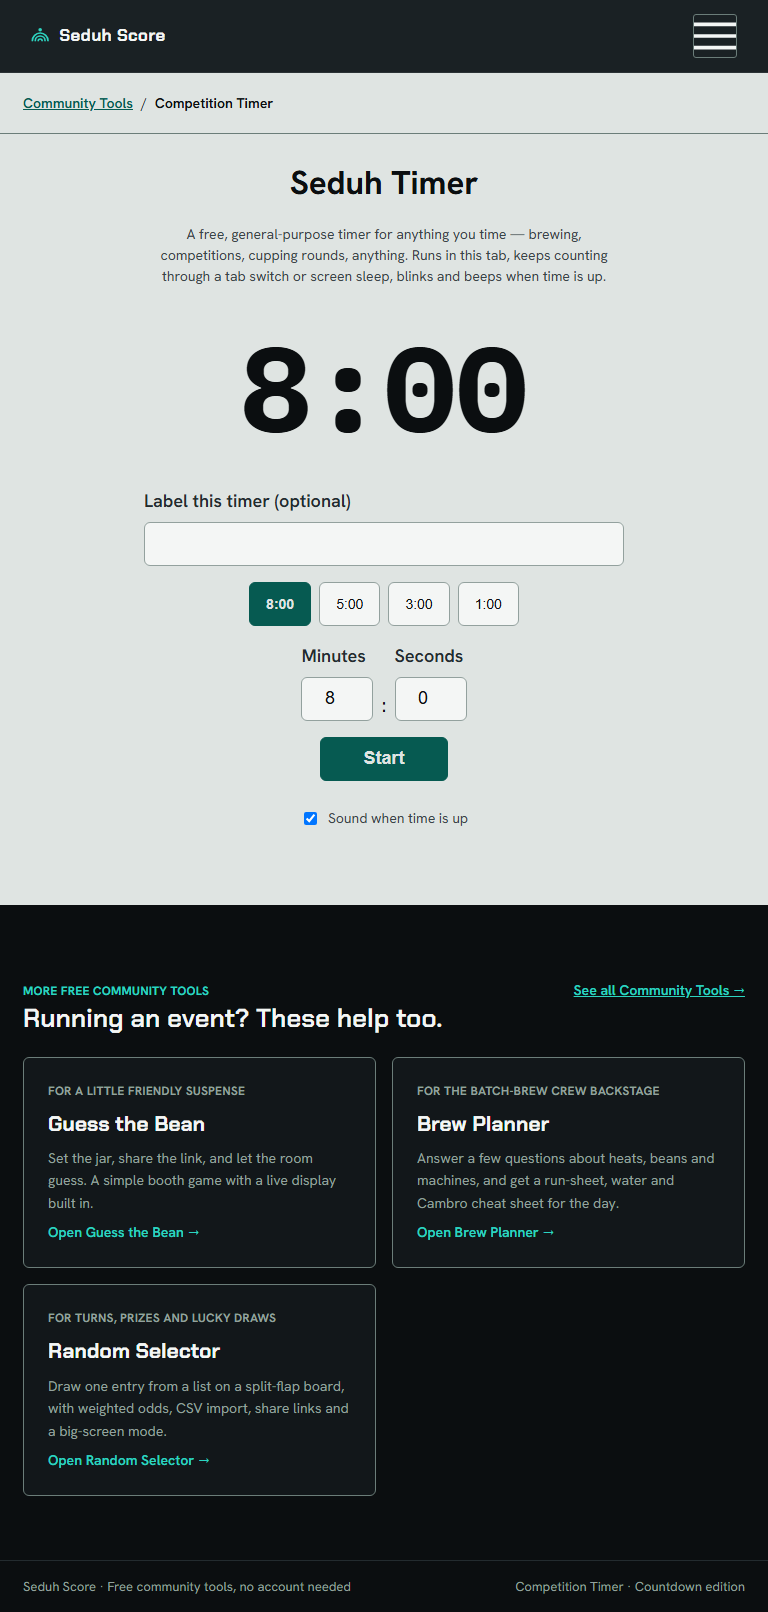 Seduh Score
Community Tools / Competition Timer
Seduh Timer
A free, general-purpose timer for anything you time — brewing,
competitions, cupping rounds, anything. Runs in this tab, keeps counting
through a tab switch or screen sleep, blinks and beeps when time is up.
8:00
Label this timer (optional)
8:00 5:00 3:00 1:00
Minutes Seconds
8 : 0
Start
Sound when time is up
MORE FREE COMMUNITY TOOLS
See all Community Tools →
Running an event? These help too.
FOR A LITTLE FRIENDLY SUSPENSE
Guess the Bean
Set the jar, share the link, and let the room
guess. A simple booth game with a live display
built in.
Open Guess the Bean →
FOR THE BATCH-BREW CREW BACKSTAGE
Brew Planner
Answer a few questions about heats, beans and
machines, and get a run-sheet, water and
Cambro cheat sheet for the day.
Open Brew Planner →
FOR TURNS, PRIZES AND LUCKY DRAWS
Random Selector
Draw one entry from a list on a split-flap board,
with weighted odds, CSV import, share links and
a big-screen mode.
Open Random Selector →
Seduh Score · Free community tools, no account needed
Competition Timer · Countdown edition